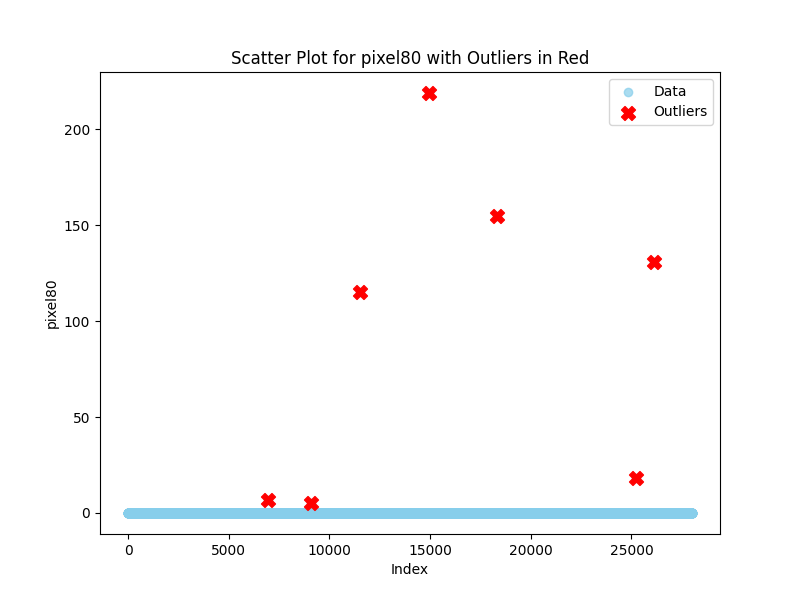 Scatter Plot for pixel80 with Outliers in Red
Data
Outliers
200
150
100
50
0
pixel80
0 5000 10000 15000 20000 25000
Index